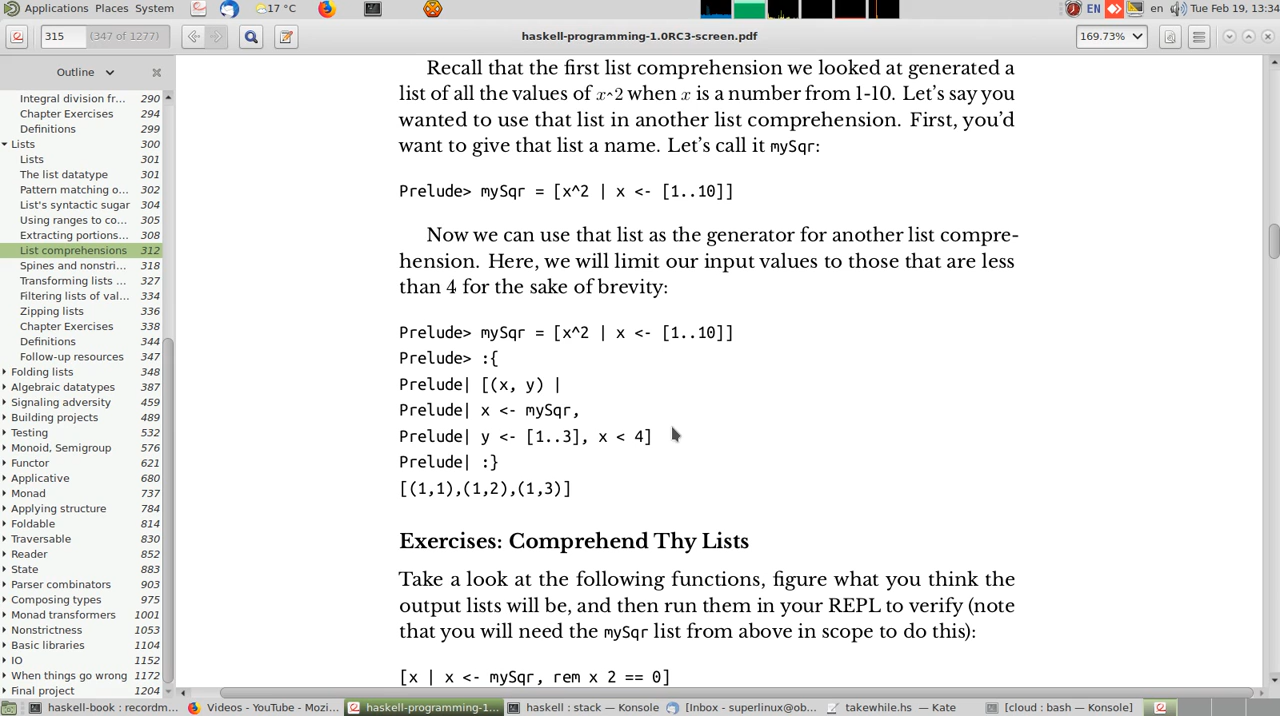 Applications Places System
17 °C
EN
en
Tue Feb 19, 13:34
315
(347 of 1277)
haskell-programming-1.0RC3-screen.pdf
169.73%
Outline
Integral division fr... 290
Chapter Exercises 294
Definitions 299
Lists 300
Lists 301
The list datatype 302
Pattern matching o... 302
List's syntactic sugar 304
Using ranges to co... 305
Extracting portions... 308
List comprehensions 312
Spines and nonstri... 318
Transforming lists ... 327
Filtering lists of val... 334
Zipping lists 336
Chapter Exercises 338
Definitions 344
Follow-up resources 347
Folding lists 348
Algebraic datatypes 387
Signaling adversity 459
Building projects 489
Testing 532
Monoid, Semigroup 576
Functor 621
Applicative 680
Monad 737
Applying structure 784
Foldable 814
Traversable 830
Reader 852
State 883
Parser combinators 903
Composing types 975
Monad transformers 1001
Nonstrictness 1053
Basic libraries 1104
IO 1152
When things go wrong 1172
Final project 1204
Recall that the first list comprehension we looked at generated a
list of all the values of x^2 when x is a number from 1-10. Let's say you
wanted to use that list in another list comprehension. First, you'd
want to give that list a name. Let's call it mySqr:
Prelude> mySqr = [x^2 | x <- [1..10]]
Now we can use that list as the generator for another list compre-
hension. Here, we will limit our input values to those that are less
than 4 for the sake of brevity:
Prelude> mySqr = [x^2 | x <- [1..10]]
Prelude> :{
Prelude| [(x, y) |
Prelude| x <- mySqr,
Prelude| y <- [1..3], x < 4]
Prelude| :}
[(1,1),(1,2),(1,3)]
Exercises: Comprehend Thy Lists
Take a look at the following functions, figure what you think the
output lists will be, and then run them in your REPL to verify (note
that you will need the mySqr list from above in scope to do this):
[x | x <- mySqr, rem x 2 == 0]
haskell-book : recordm...
Videos - YouTube - Mozi...
haskell-programming-1...
haskell : stack — Konsole
[Inbox - superlinux@ob...
takewhile.hs — Kate
[cloud : bash — Konsole]